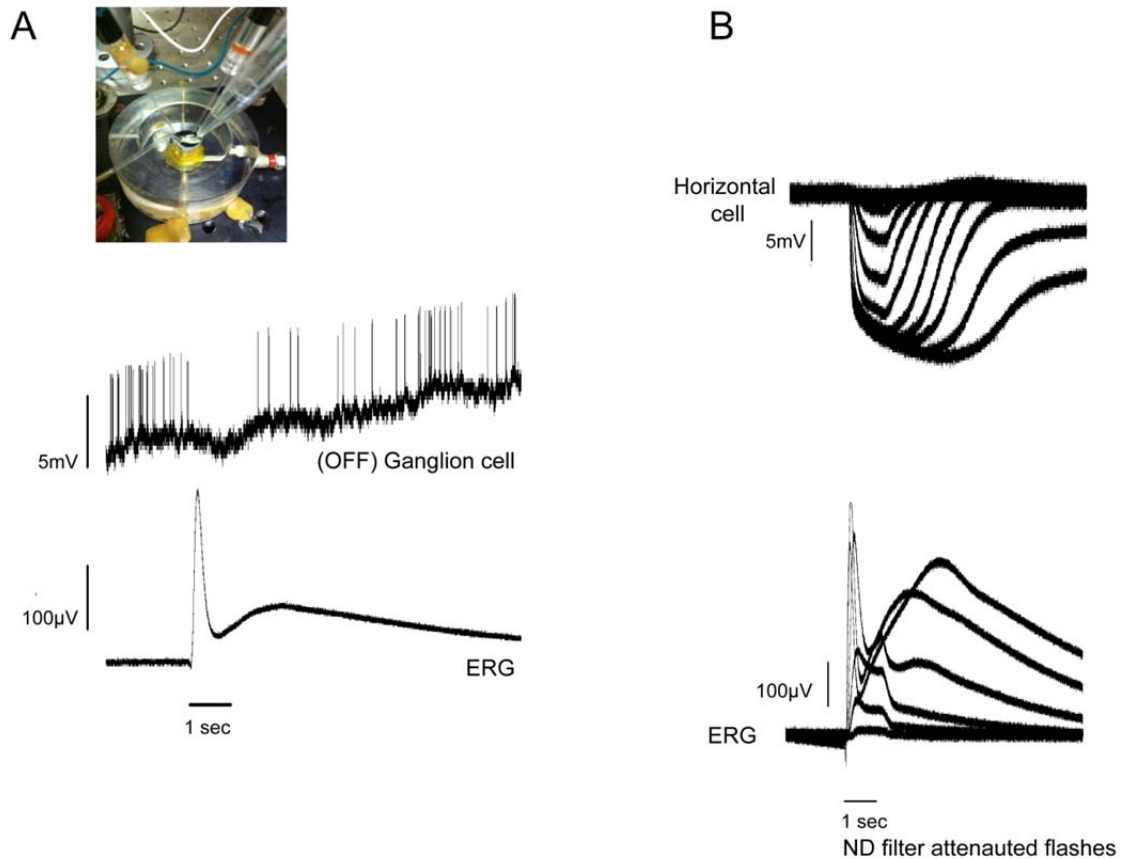 A
B
Horizontal
cell
5mV
5mV
(OFF) Ganglion cell
100µV
ERG
1 sec
100µV
ERG
1 sec
ND filter attenauted flashes